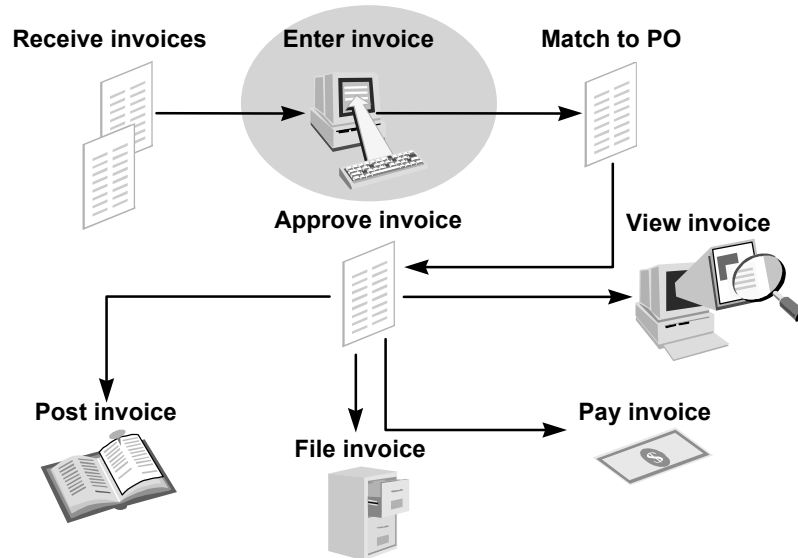 Receive invoices
Enter invoice
Match to PO
Approve invoice
View invoice
Post invoice
File invoice
Pay invoice
$